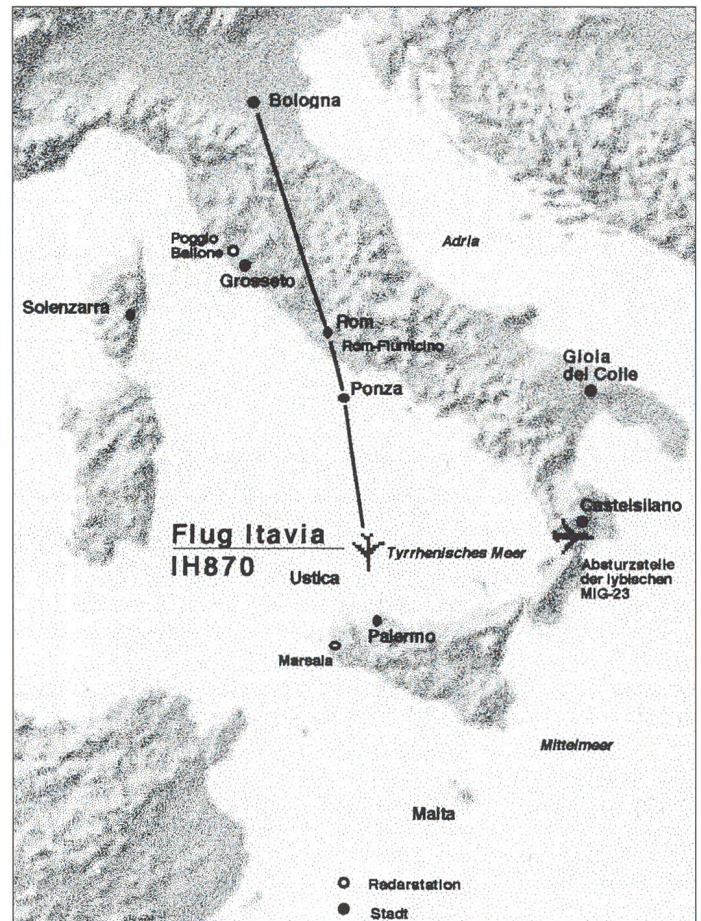 Bologna
Adria
Poggio
Ballone
Grosseto
Solenzarra
Rom
Rom-Fiumicino
Gioia
del Colle
Ponza
Castelsilano
Flug Itavia
IH870
Tyrrhenisches Meer
Ustica
Absturzstelle
der lybischen
MIG-23
Palermo
Marsala
Mittelmeer
Malta
Radarstation
Stadt